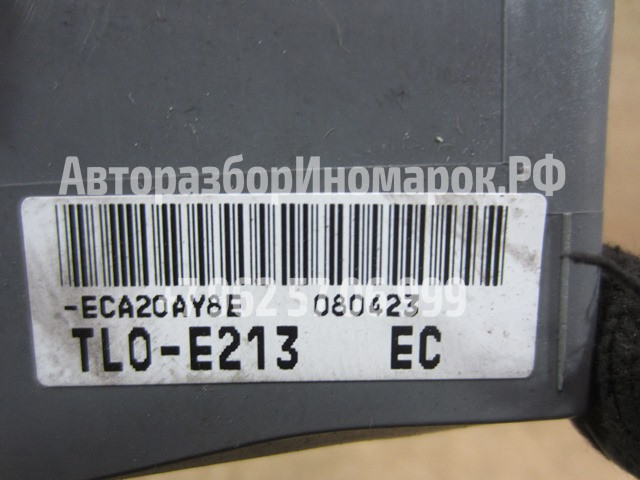 АвторазборИномарок.РФ
-ECA20AY8E 080423
TL0-E213 EC